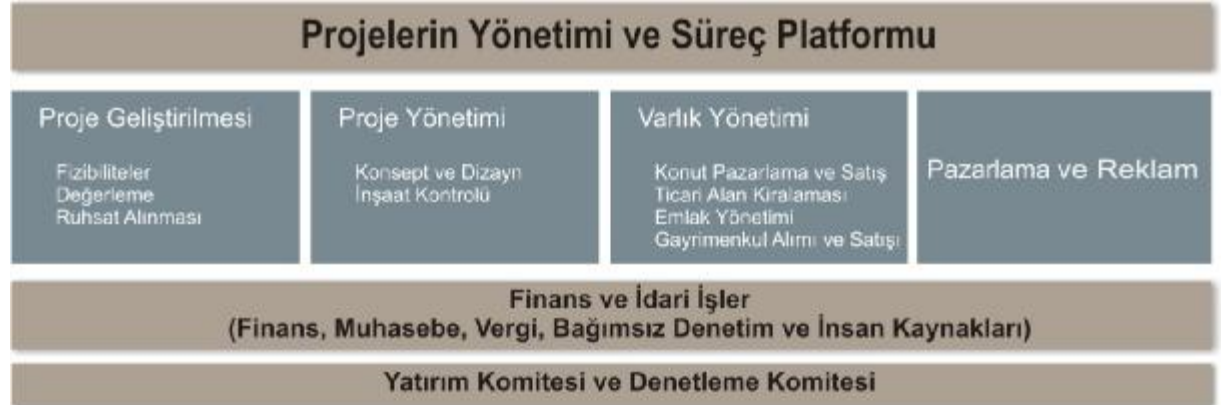 Projelerin Yönetimi ve Süreç Platformu
Proje Geliştirilmesi
Fizibiliteler
Değerleme
Ruhsat Alınması
Proje Yönetimi
Konsept ve Dizayn
İnşaat Kontrolü
Varlık Yönetimi
Konut Pazarlama ve Satış
Ticari Alan Kiralaması
Emlak Yönetimi
Gayrimenkul Alımı ve Satışı
Pazarlama ve Reklam
Finans ve İdari İşler
(Finans, Muhasebe, Vergi, Bağımsız Denetim ve İnsan Kaynakları)
Yatırım Komitesi ve Denetleme Komitesi